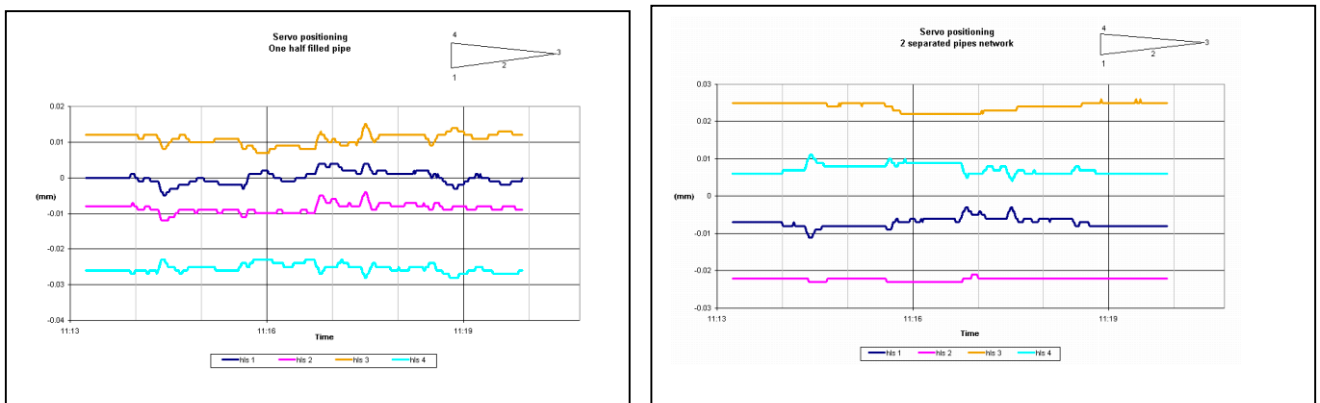 Servo positioning
One half filled pipe
4
3
2
1
0.02
0.01
0
(mm)
-0.01
-0.02
-0.03
-0.04
11:13
11:16
11:19
Time
hls 1
hls 2
hls 3
hls 4
Servo positioning
2 separated pipes network
4
3
2
1
0.03
0.02
0.01
0
(mm)
-0.01
-0.02
-0.03
11:13
11:16
11:19
Time
hls 1
hls 2
hls 3
hls 4